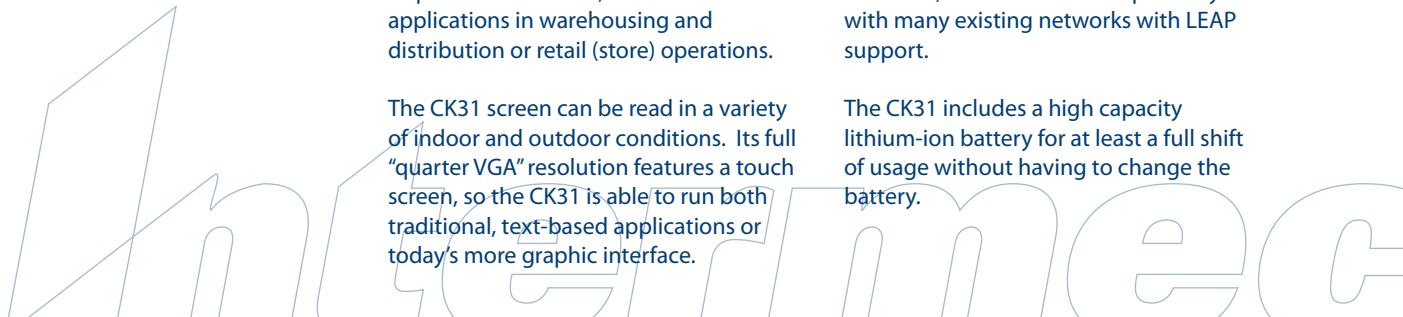 applications in warehousing and
distribution or retail (store) operations.
The CK31 screen can be read in a variety
of indoor and outdoor conditions.  Its full
“quarter VGA” resolution features a touch
screen, so the CK31 is able to run both
traditional, text-based applications or
today’s more graphic interface.
with many existing networks with LEAP
support.
The CK31 includes a high capacity
lithium-ion battery for at least a full shift
of usage without having to change the
battery.
Intermec